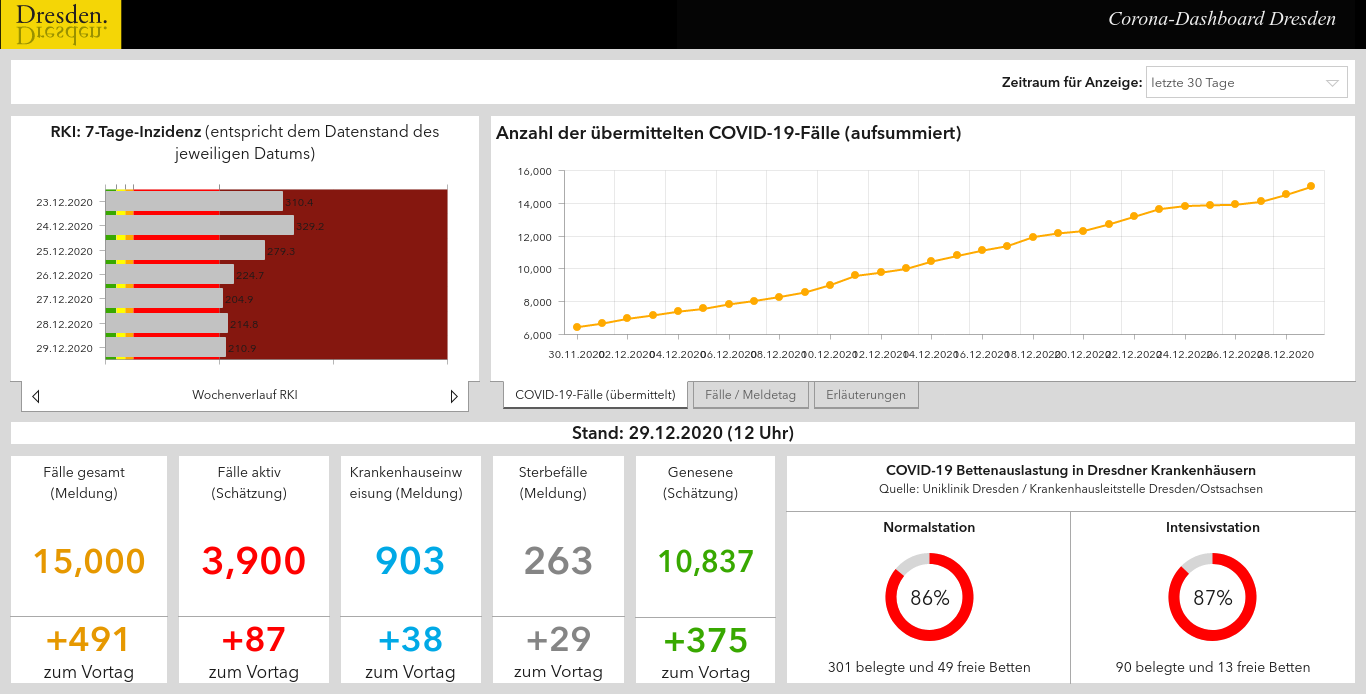 Dresden.
Dresden.
Corona-Dashboard Dresden
Zeitraum für Anzeige: letzte 30 Tage
RKI: 7-Tage-Inzidenz (entspricht dem Datenstand des
jeweiligen Datums)
23.12.2020 310.4
24.12.2020 329.2
25.12.2020 279.3
26.12.2020 224.7
27.12.2020 204.9
28.12.2020 214.8
29.12.2020 210.9
Wochenverlauf RKI
Anzahl der übermittelten COVID-19-Fälle (aufsummiert)
16,000
14,000
12,000
10,000
8,000
6,000
30.11.2020 02.12.2020 04.12.2020 06.12.2020 08.12.2020 10.12.2020 12.12.2020 14.12.2020 16.12.2020 18.12.2020 20.12.2020 22.12.2020 24.12.2020 26.12.2020 28.12.2020
COVID-19-Fälle (übermittelt) Fälle / Meldetag Erläuterungen
Stand: 29.12.2020 (12 Uhr)
Fälle gesamt
(Meldung)
15,000
+491
zum Vortag
Fälle aktiv
(Schätzung)
3,900
+87
zum Vortag
Krankenhauseinw
eisung (Meldung)
903
+38
zum Vortag
Sterbefälle
(Meldung)
263
+29
zum Vortag
Genesene
(Schätzung)
10,837
+375
zum Vortag
COVID-19 Bettenauslastung in Dresdner Krankenhäusern
Quelle: Uniklinik Dresden / Krankenhausleitstelle Dresden/Ostsachsen
Normalstation
86%
301 belegte und 49 freie Betten
Intensivstation
87%
90 belegte und 13 freie Betten